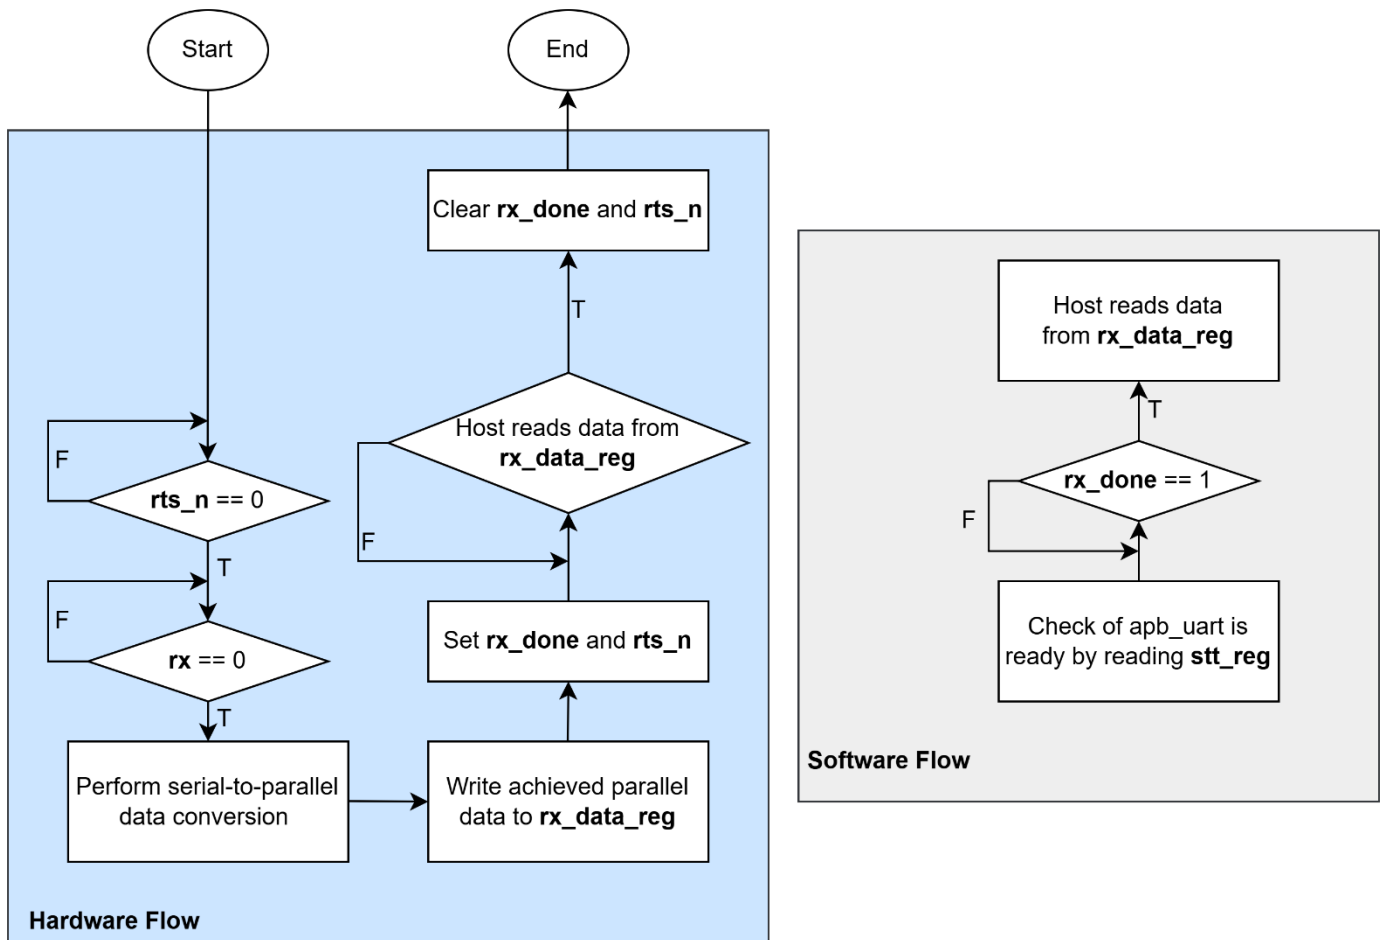 Start
End
Clear rx_done and rts_n
T
Host reads data from
rx_data_reg
F
F
rts_n == 0
T
F
rx == 0
T
Set rx_done and rts_n
Perform serial-to-parallel
data conversion
Write achieved parallel
data to rx_data_reg
Hardware Flow
Host reads data
from rx_data_reg
T
rx_done == 1
F
Check of apb_uart is
ready by reading stt_reg
Software Flow